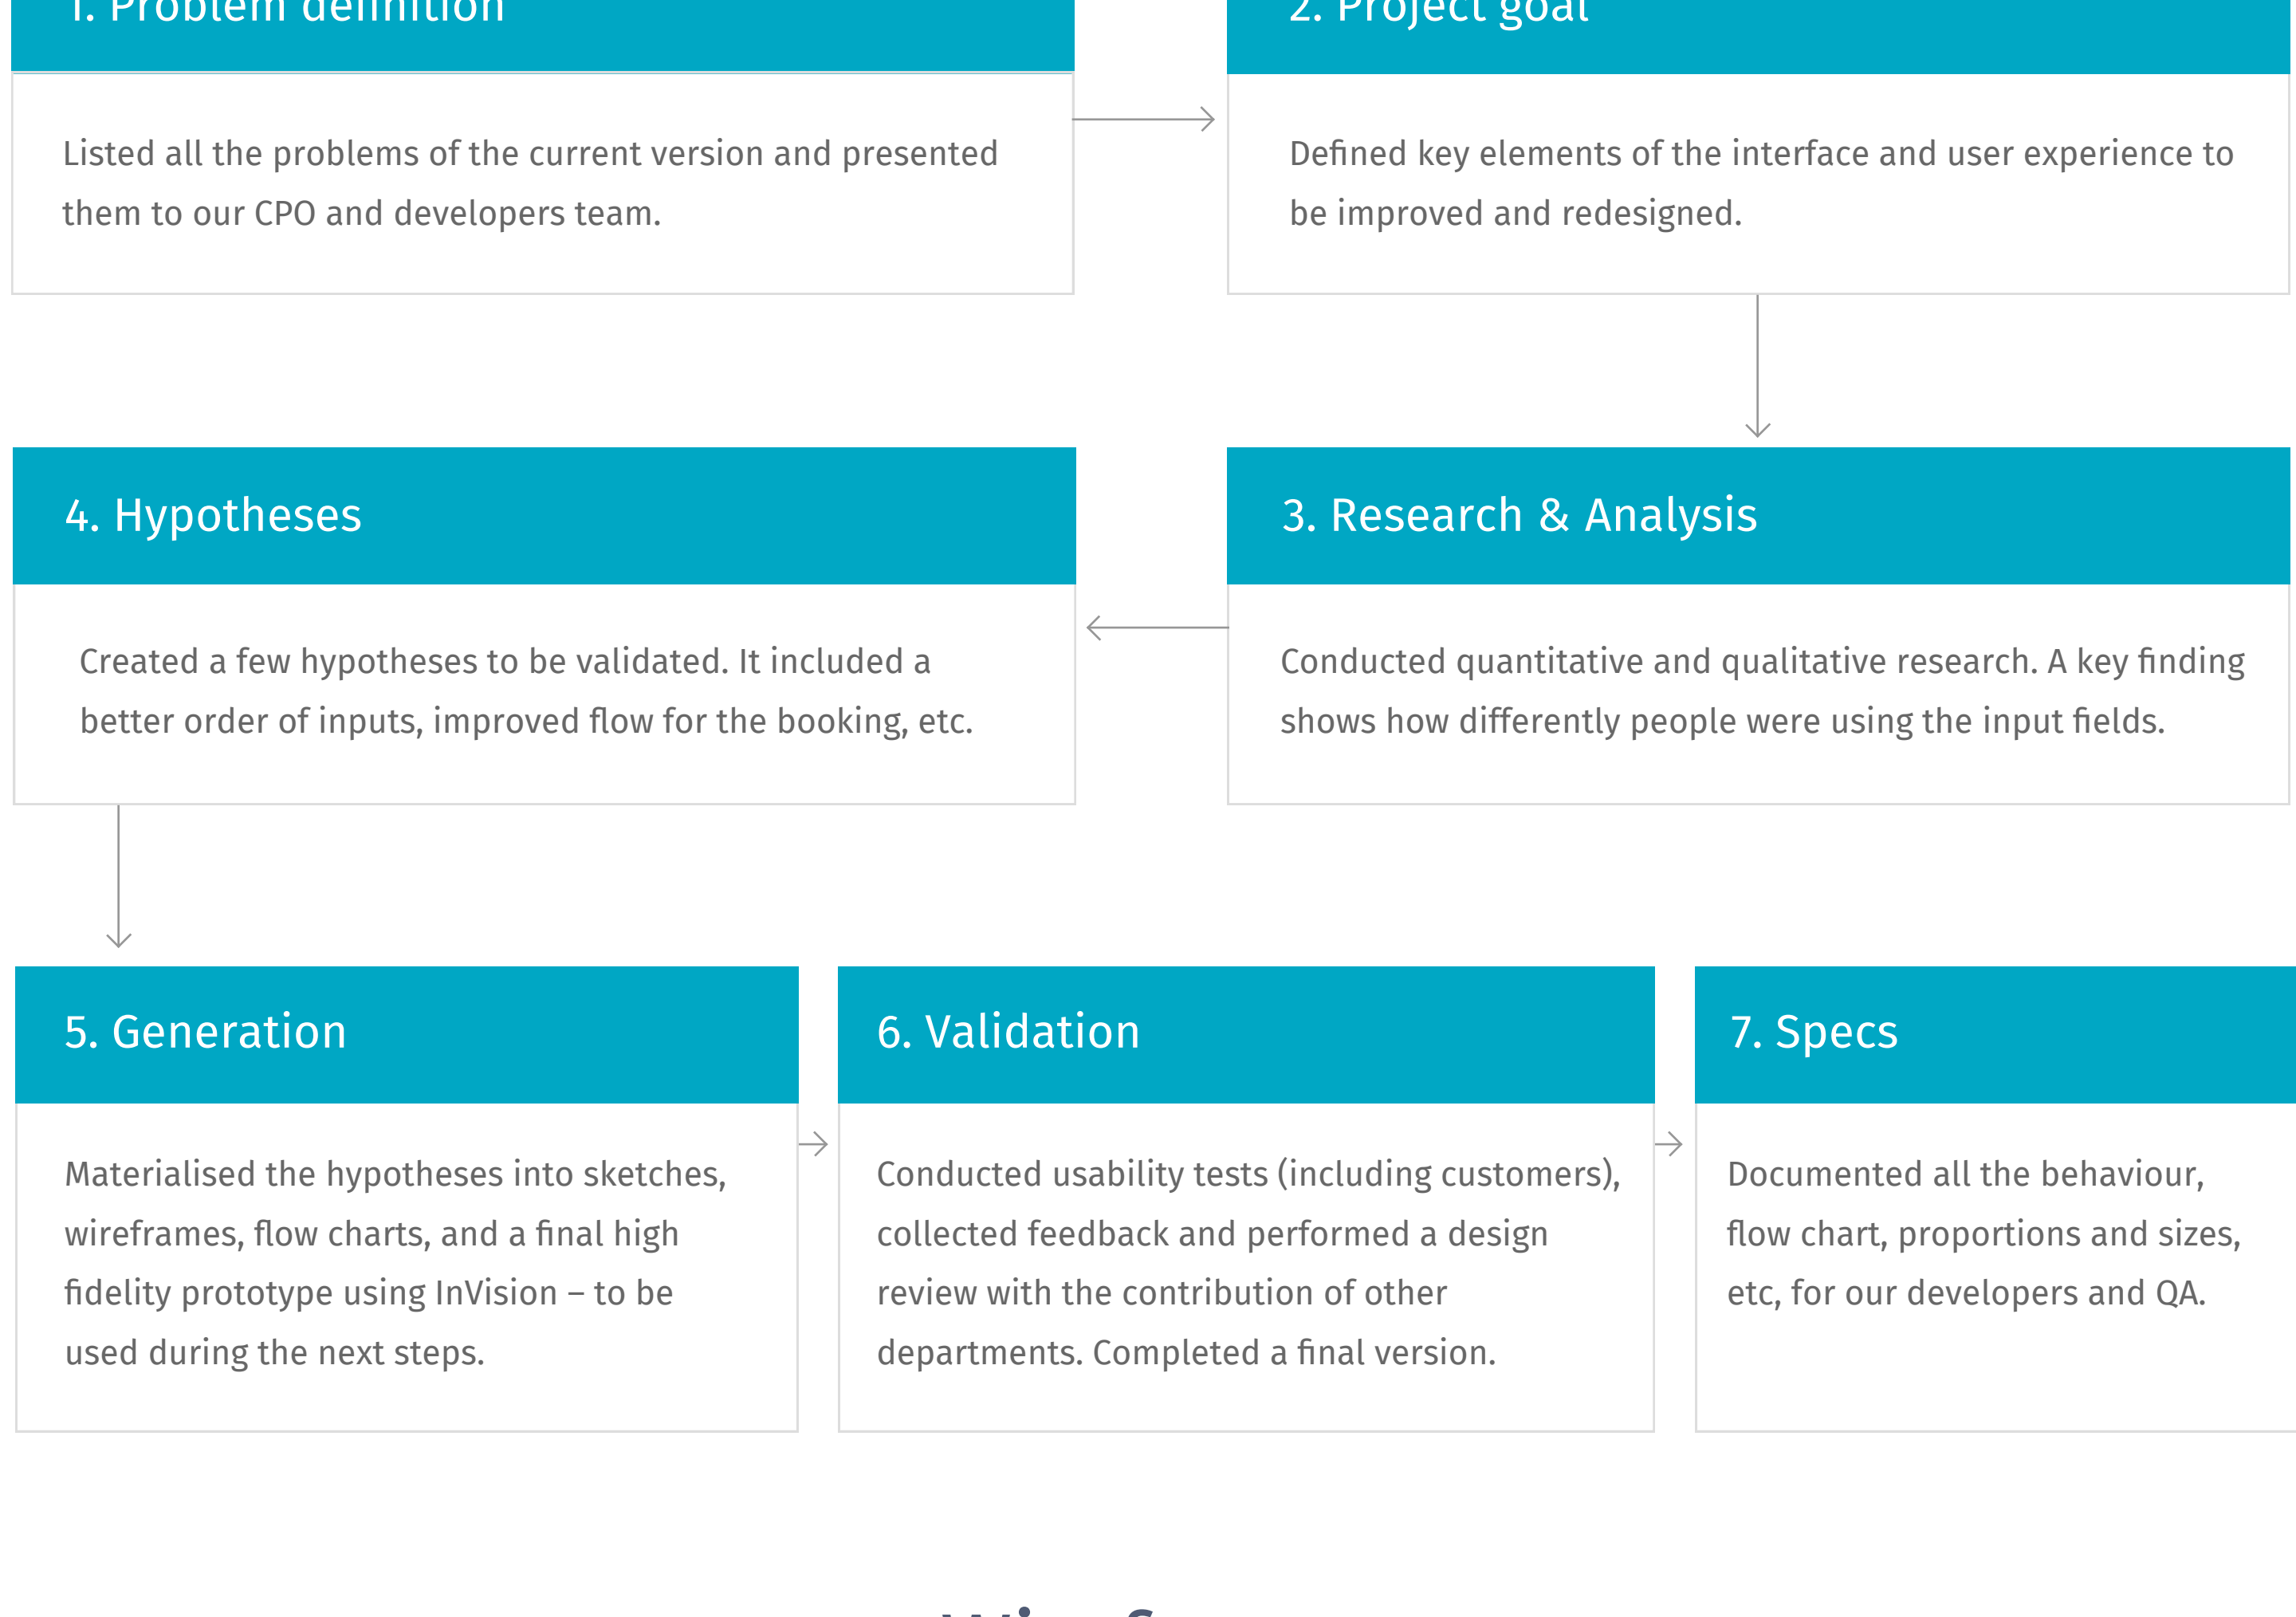 1. Problem definition
Listed all the problems of the current version and presented
them to our CPO and developers team.
2. Project goal
Defined key elements of the interface and user experience to
be improved and redesigned.
3. Research & Analysis
Conducted quantitative and qualitative research. A key finding
shows how differently people were using the input fields.
4. Hypotheses
Created a few hypotheses to be validated. It included a
better order of inputs, improved flow for the booking, etc.
5. Generation
Materialised the hypotheses into sketches,
wireframes, flow charts, and a final high
fidelity prototype using InVision – to be
used during the next steps.
6. Validation
Conducted usability tests (including customers),
collected feedback and performed a design
review with the contribution of other
departments. Completed a final version.
7. Specs
Documented all the behaviour,
flow chart, proportions and sizes,
etc, for our developers and QA.